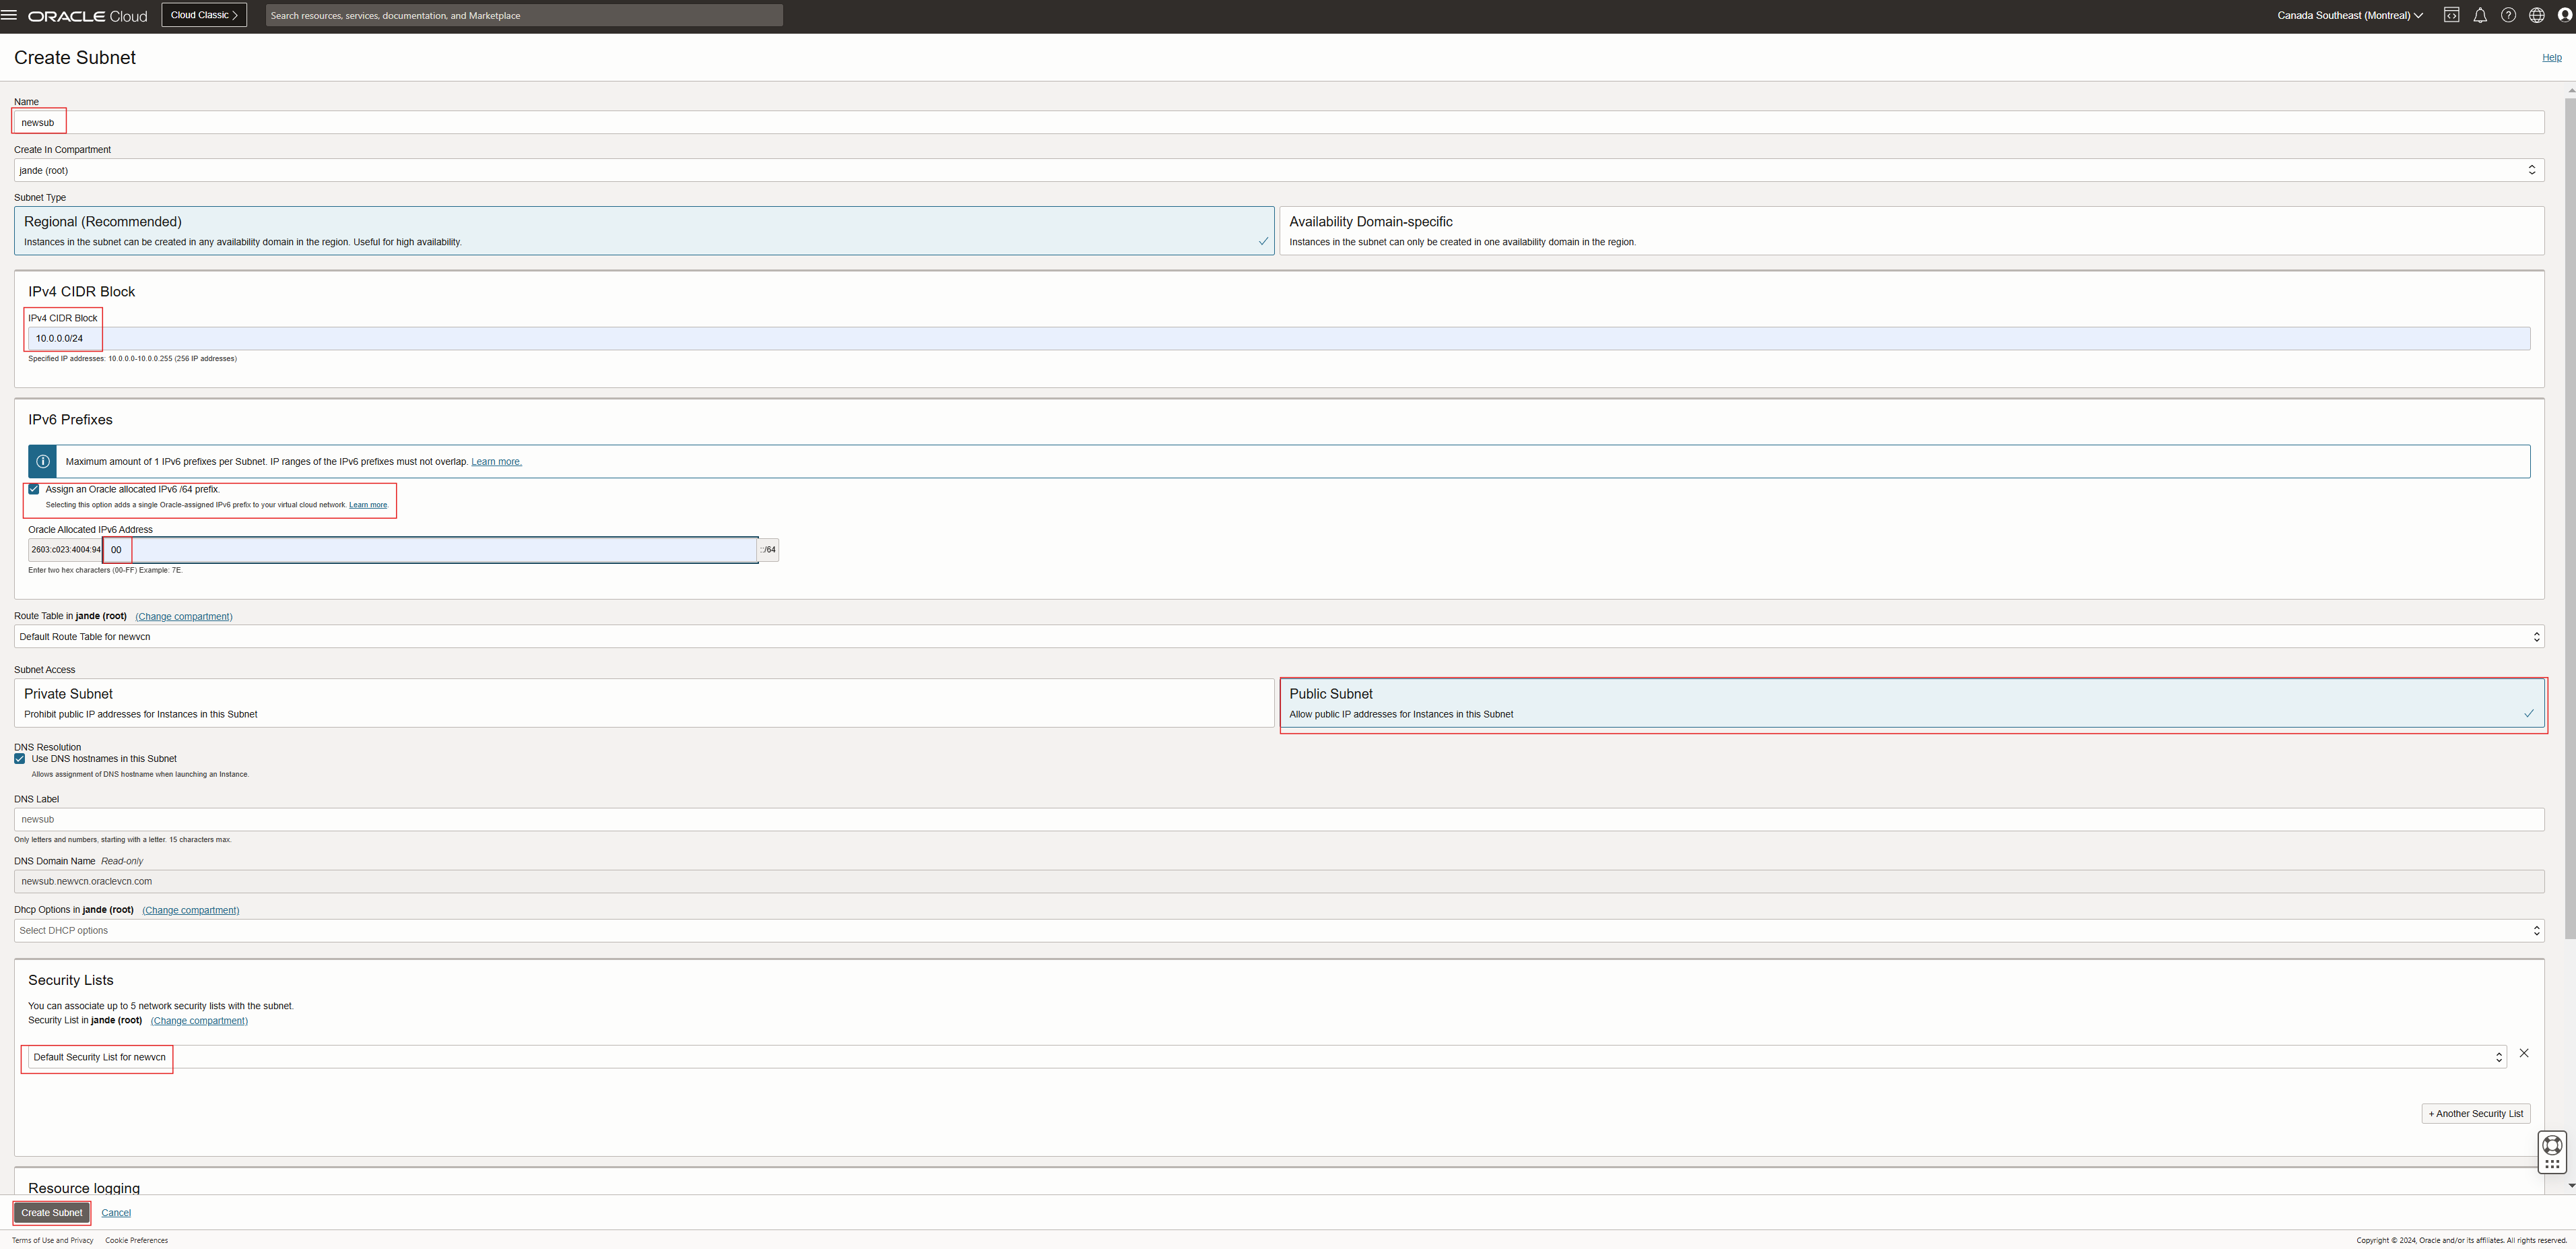 ORACLE Cloud
Cloud Classic
Search resources, services, documentation, and Marketplace
Canada Southeast (Montreal)
Create Subnet
Help
Name
newsub
Create In Compartment
jande (root)
Subnet Type
Regional (Recommended)
Instances in the subnet can be created in any availability domain in the region. Useful for high availability.
Availability Domain-specific
Instances in the subnet can only be created in one availability domain in the region.
IPv4 CIDR Block
IPv4 CIDR Block
10.0.0.0/24
Specified IP addresses: 10.0.0.0-10.0.0.255 (256 IP addresses)
IPv6 Prefixes
Maximum amount of 1 IPv6 prefixes per Subnet. IP ranges of the IPv6 prefixes must not overlap. Learn more.
Assign an Oracle allocated IPv6 /64 prefix.
Selecting this option adds a single Oracle-assigned IPv6 prefix to your virtual cloud network. Learn more.
Oracle Allocated IPv6 Address
2603:c023:4004:94 00 ::/64
Enter two hex characters (00-FF) Example: 7E.
Route Table in jande (root) (Change compartment)
Default Route Table for newvcn
Subnet Access
Private Subnet
Prohibit public IP addresses for Instances in this Subnet
Public Subnet
Allow public IP addresses for Instances in this Subnet
DNS Resolution
Use DNS hostnames in this Subnet
Allows assignment of DNS hostname when launching an Instance.
DNS Label
newsub
Only letters and numbers, starting with a letter. 15 characters max.
DNS Domain Name Read-only
newsub.newvcn.oraclevcn.com
Dhcp Options in jande (root) (Change compartment)
Select DHCP options
Security Lists
You can associate up to 5 network security lists with the subnet.
Security List in jande (root) (Change compartment)
Default Security List for newvcn
+ Another Security List
Resource logging
Create Subnet
Cancel
Terms of Use and Privacy
Cookie Preferences
Copyright © 2024, Oracle and/or its affiliates. All rights reserved.